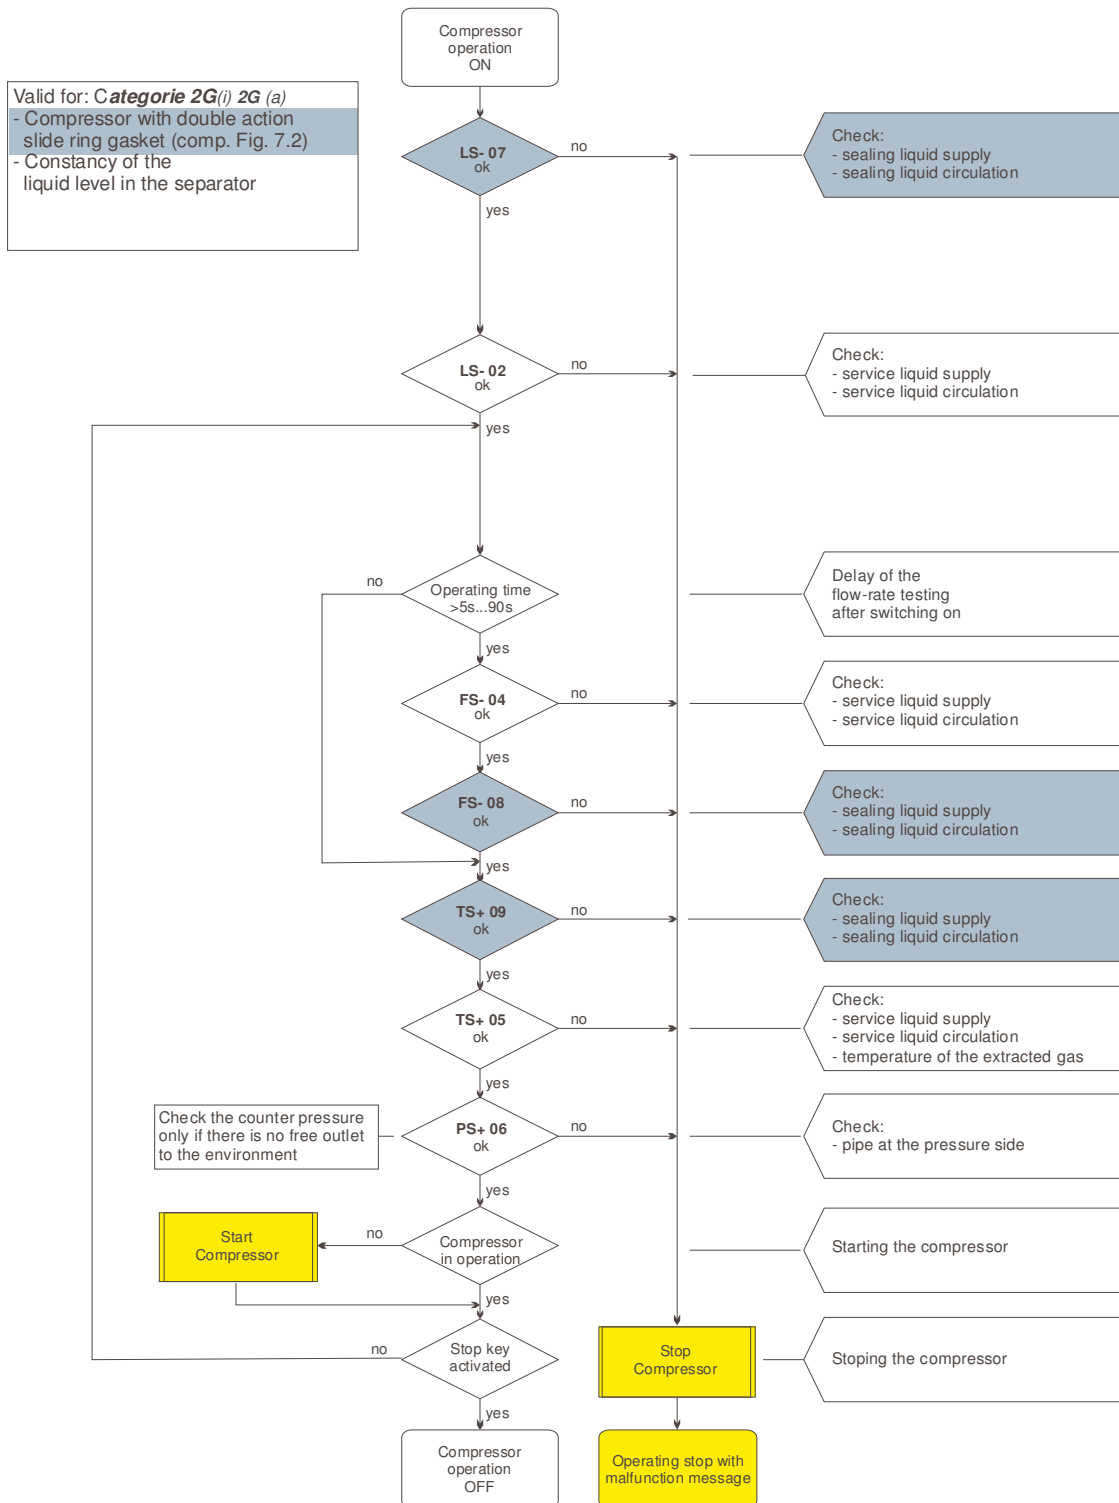 Compressor
operation
ON
Valid for: Categorie 2G(i) 2G (a)
- Compressor with double action
slide ring gasket (comp. Fig. 7.2)
- Constancy of the
liquid level in the separator
LS- 07
ok
no
yes
Check:
- sealing liquid supply
- sealing liquid circulation
LS- 02
ok
no
yes
Check:
- service liquid supply
- service liquid circulation
no
Operating time
>5s...90s
yes
Delay of the
flow-rate testing
after switching on
FS- 04
ok
no
yes
Check:
- service liquid supply
- service liquid circulation
FS- 08
ok
no
yes
Check:
- sealing liquid supply
- sealing liquid circulation
TS+ 09
ok
no
yes
Check:
- sealing liquid supply
- sealing liquid circulation
TS+ 05
ok
no
yes
Check:
- service liquid supply
- service liquid circulation
- temperature of the extracted gas
Check the counter pressure
only if there is no free outlet
to the environment
PS+ 06
ok
no
yes
Check:
- pipe at the pressure side
Start
Compressor
no
Compressor
in operation
yes
Starting the compressor
no
Stop key
activated
yes
Stop
Compressor
Stoping the compressor
Compressor
operation
OFF
Operating stop with
malfunction message